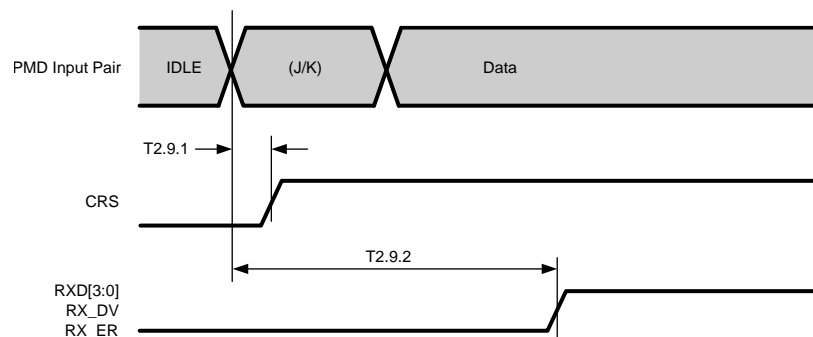 PMD Input Pair IDLE (J/K) Data
T2.9.1
CRS
T2.9.2
RXD[3:0]
RX_DV
RX_ER